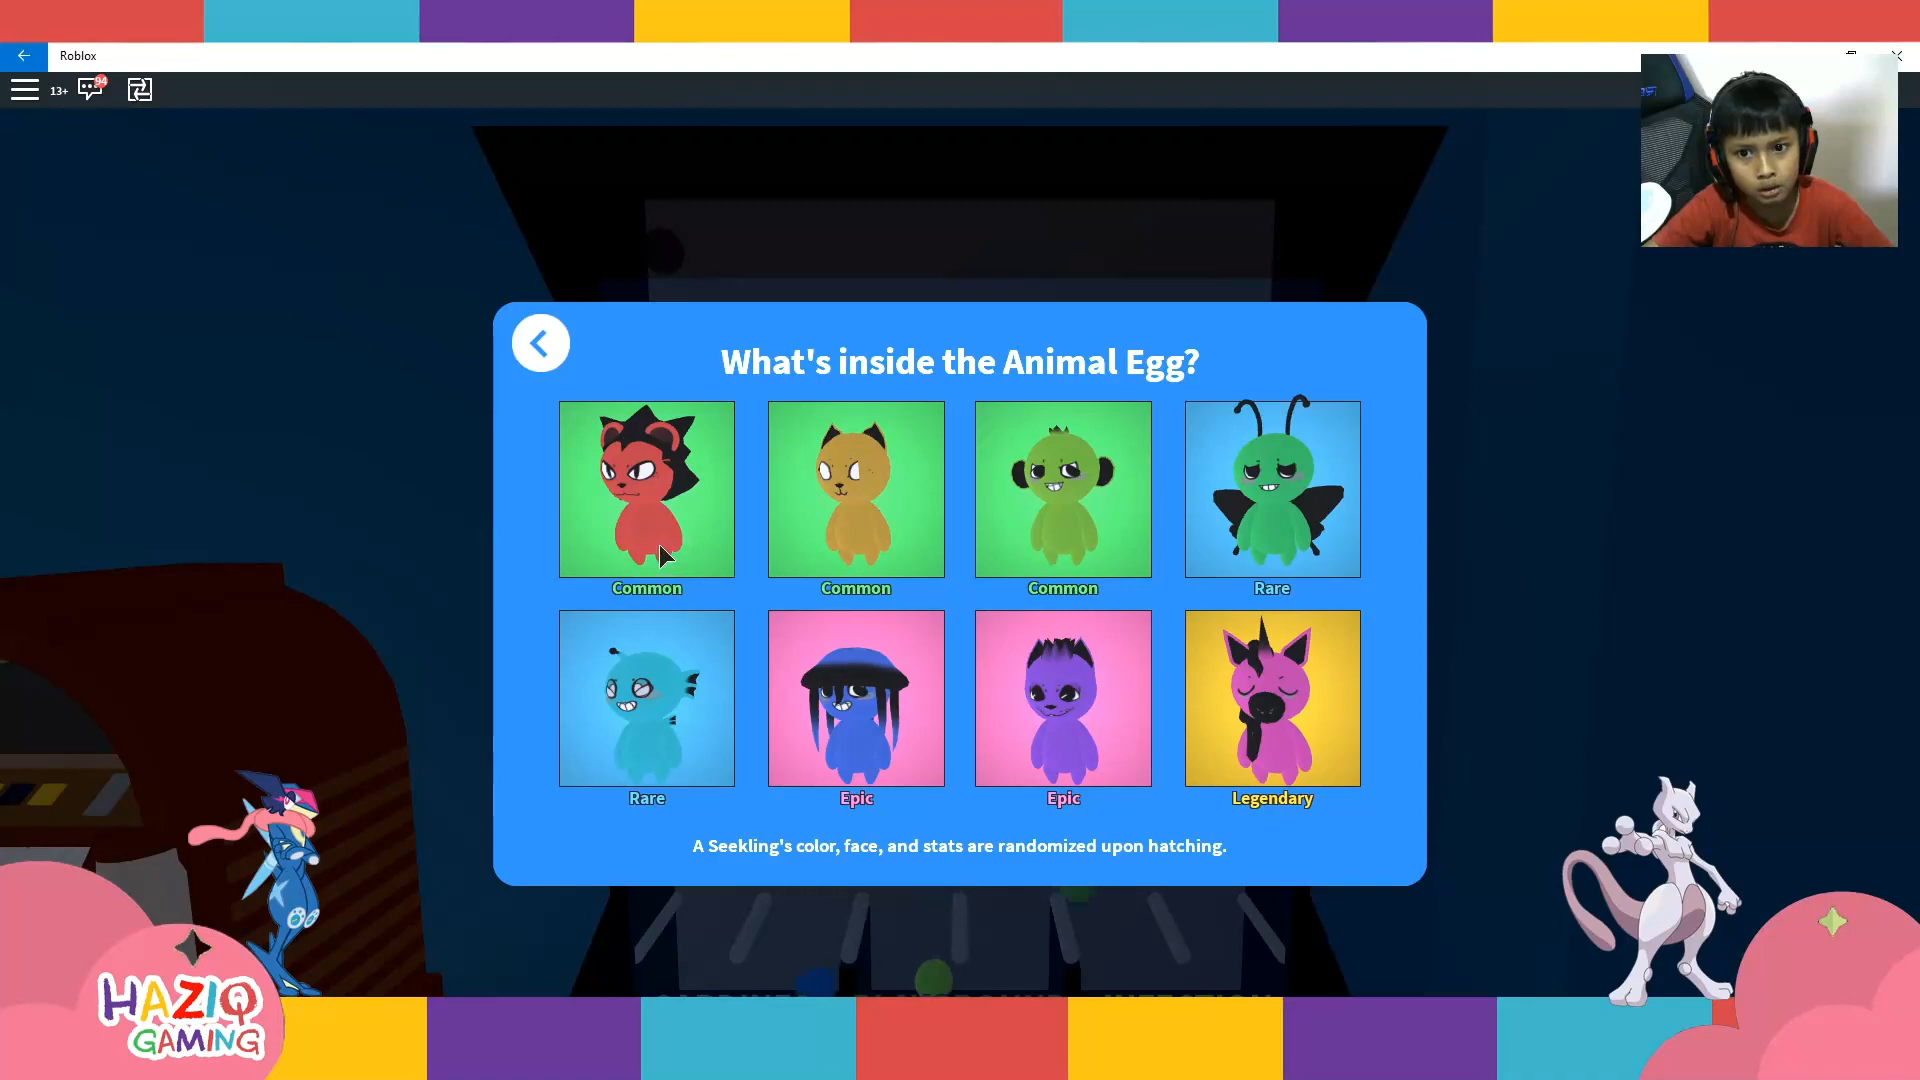 Roblox
13+
94
What's inside the Animal Egg?
Common
Common
Common
Rare
Rare
Epic
Epic
Legendary
A Seekling's color, face, and stats are randomized upon hatching.
HAZIQ
GAMING